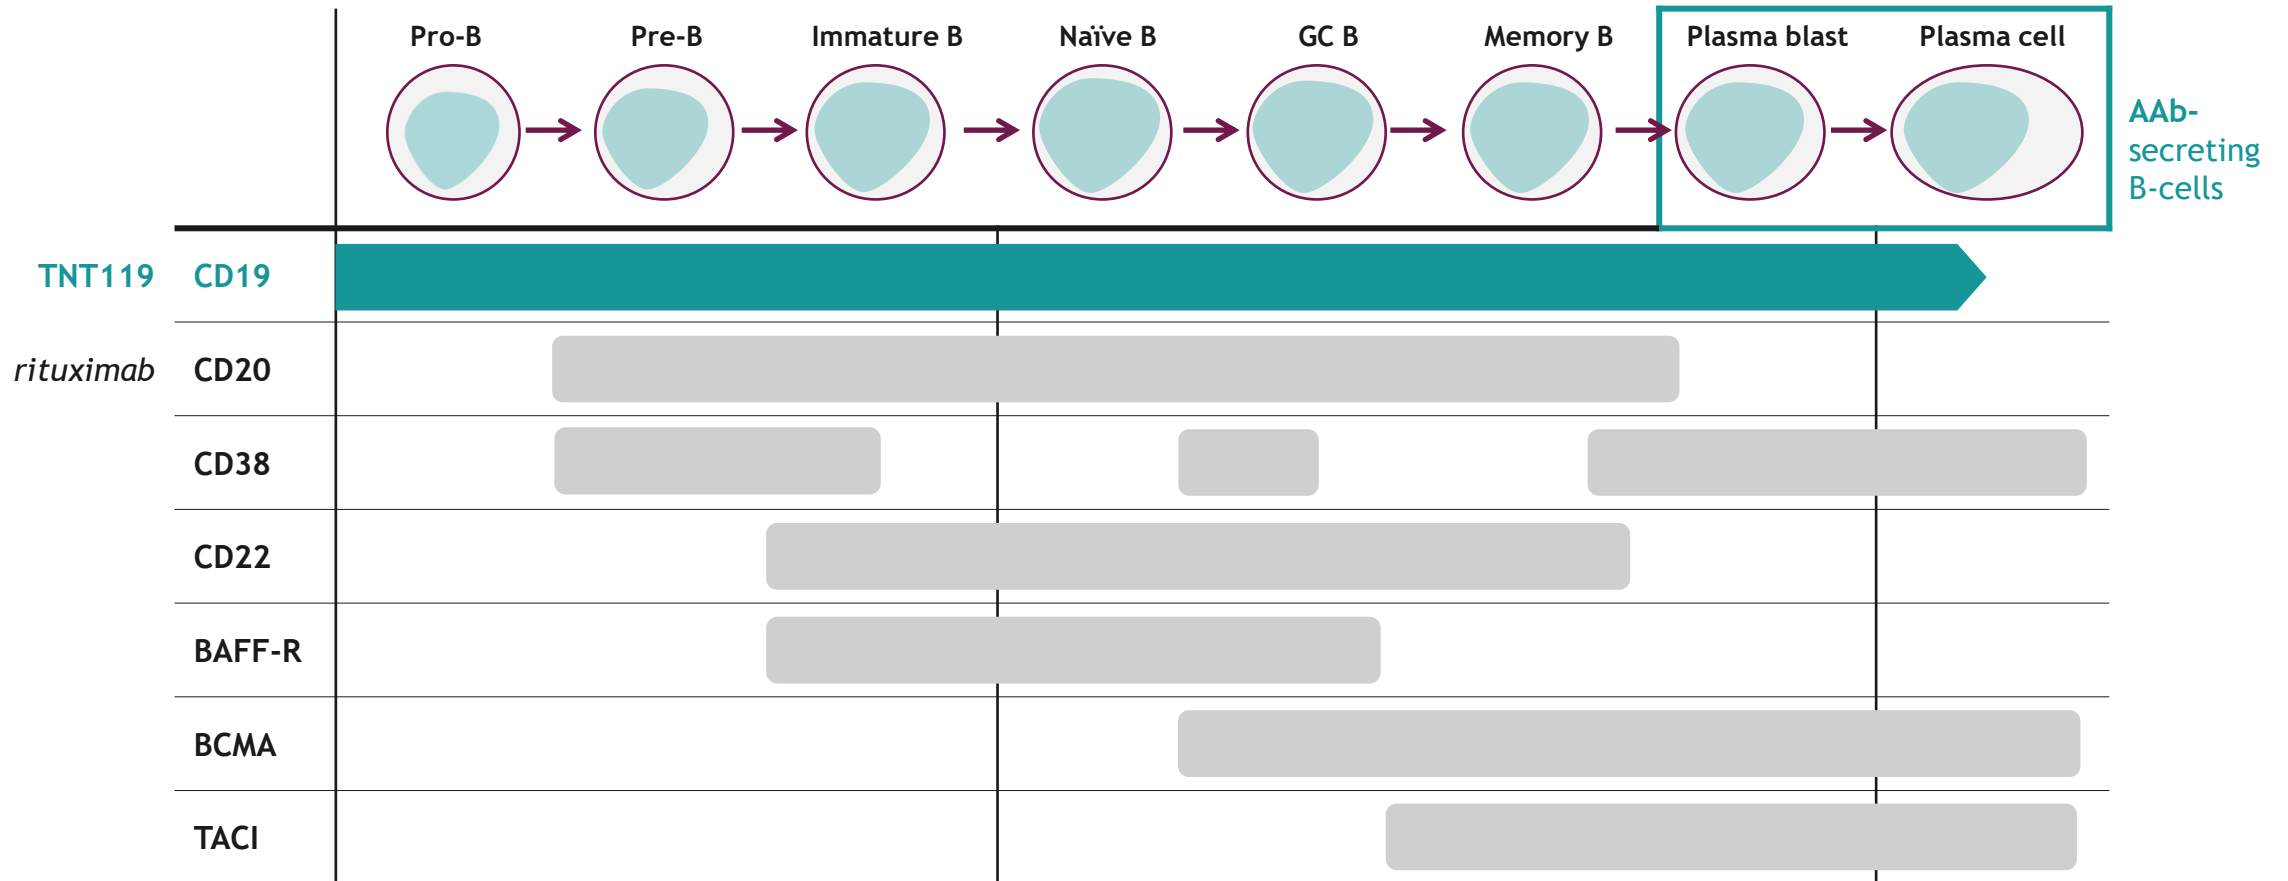 Pro-B Pre-B Immature B Naïve B GC B Memory B Plasma blast Plasma cell
AAb-
secreting
B-cells
TNT119 CD19
rituximab CD20
CD38
CD22
BAFF-R
BCMA
TACI